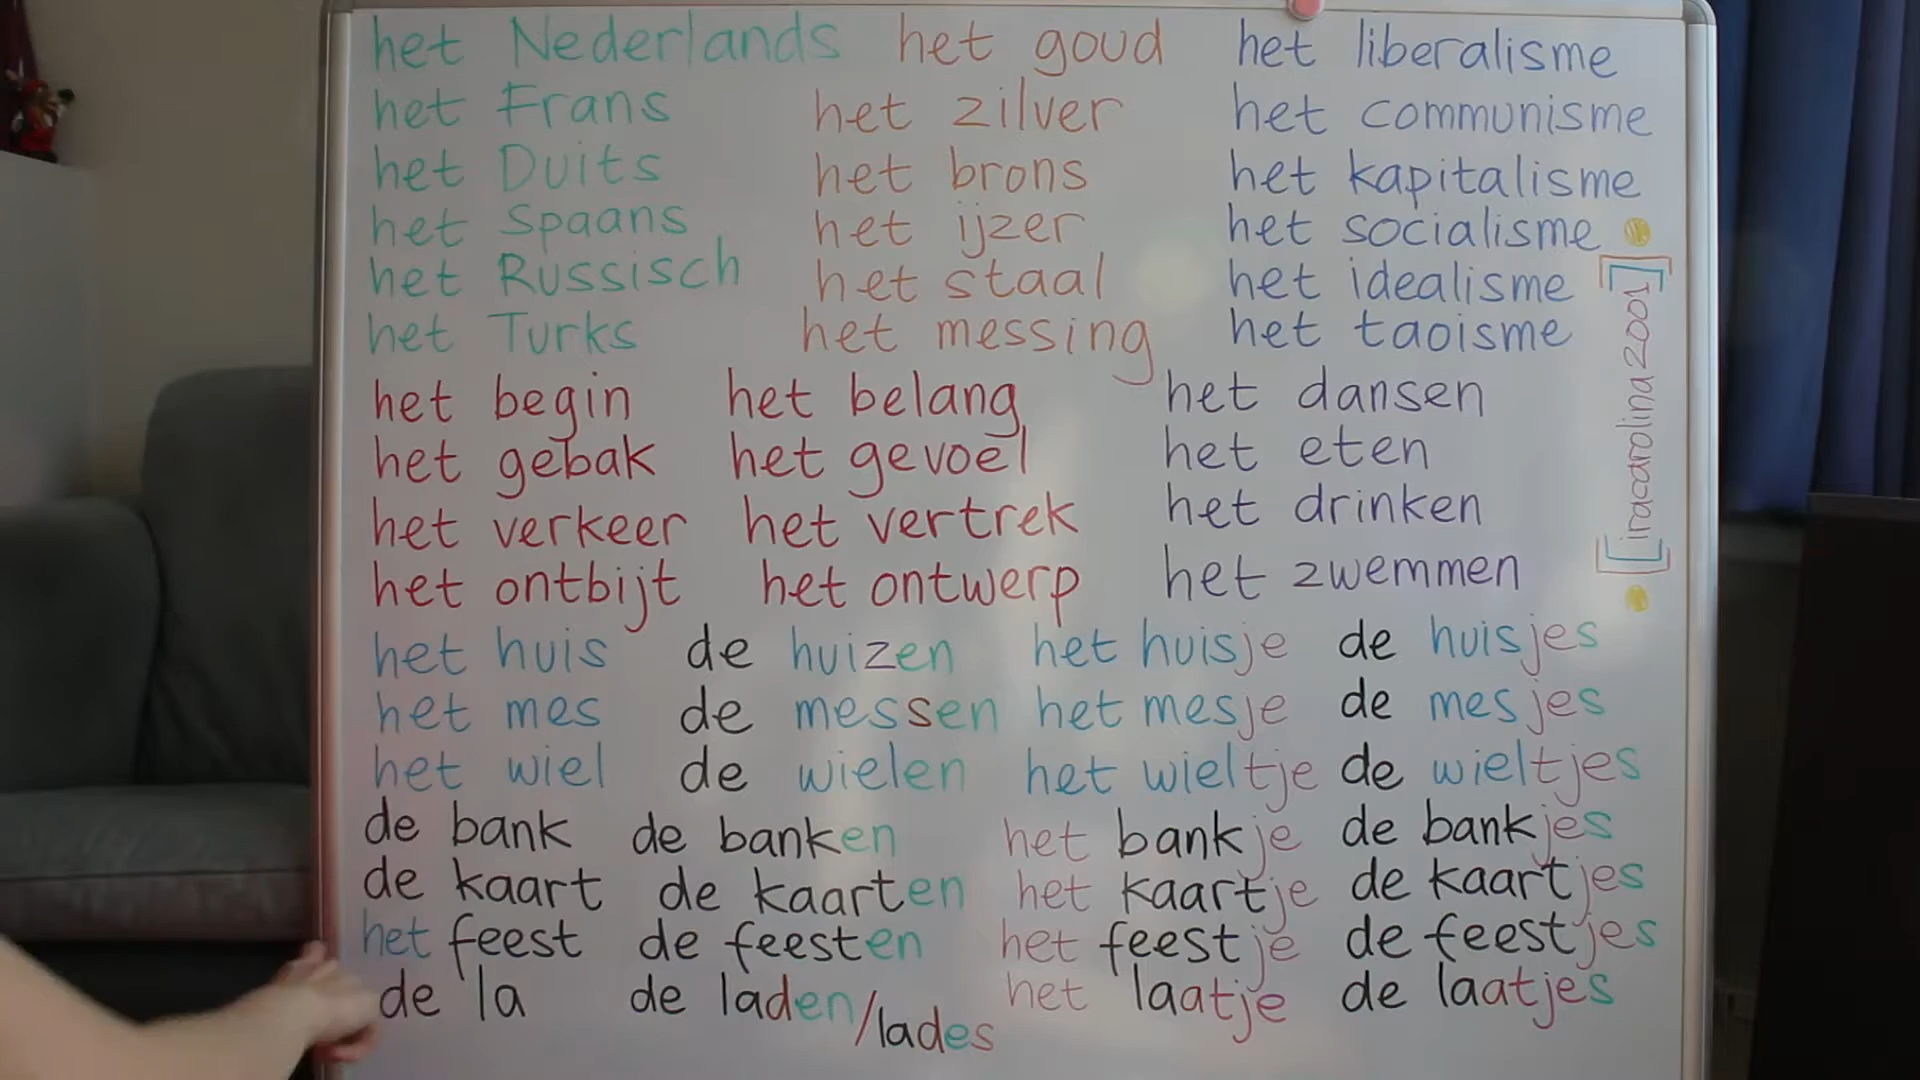 het Nederlands het goud het liberalisme
het Frans het zilver het communisme
het Duits het brons het kapitalisme
het Spaans het ijzer het socialisme
het Russisch het staal het idealisme
het Turks het messing het taoisme
het begin het belang het dansen
het gebak het gevoel het eten
het verkeer het vertrek het drinken
het ontbijt het ontwerp het zwemmen
het huis de huizen het huisje de huisjes
het mes de messen het mesje de mesjes
het wiel de wielen het wieltje de wieltjes
de bank de banken het bankje de bankjes
de kaart de kaarten het kaartje de kaartjes
het feest de feesten het feestje de feestjes
de la de laden/lades het laatje de laatjes
[iracarolina2001]